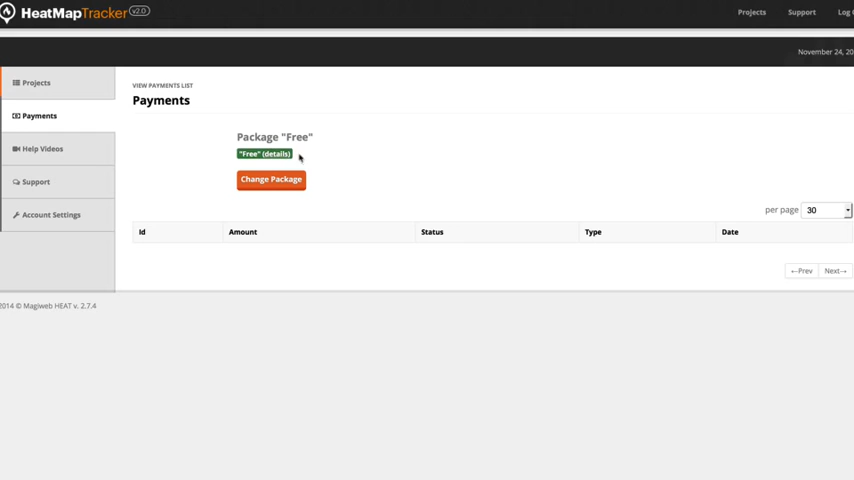 HeatMapTracker v2.0
Projects Support Log
November 24, 20
Projects
Payments
Help Videos
Support
Account Settings
VIEW PAYMENTS LIST
Payments
Package "Free"
"Free" (details)
Change Package
per page 30
Id Amount Status Type Date
←Prev Next→
2014 © Magiweb HEAT v. 2.7.4